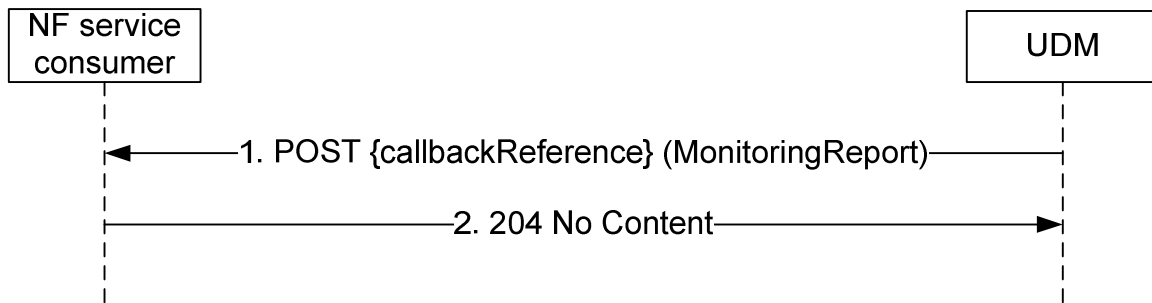 NF service
consumer
UDM
1. POST {callbackReference} (MonitoringReport)
2. 204 No Content